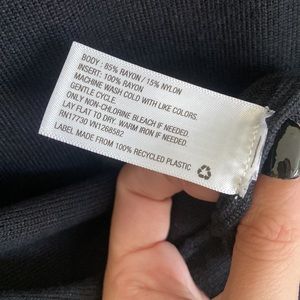 BODY : 85% RAYON / 15% NYLON
INSERT: 100% RAYON
MACHINE WASH COLD WITH LIKE COLORS.
GENTLE CYCLE.
ONLY NON-CHLORINE BLEACH IF NEEDED.
LAY FLAT TO DRY. WARM IRON IF NEEDED.
RN17730 VN1268582
LABEL MADE FROM 100% RECYCLED PLASTIC